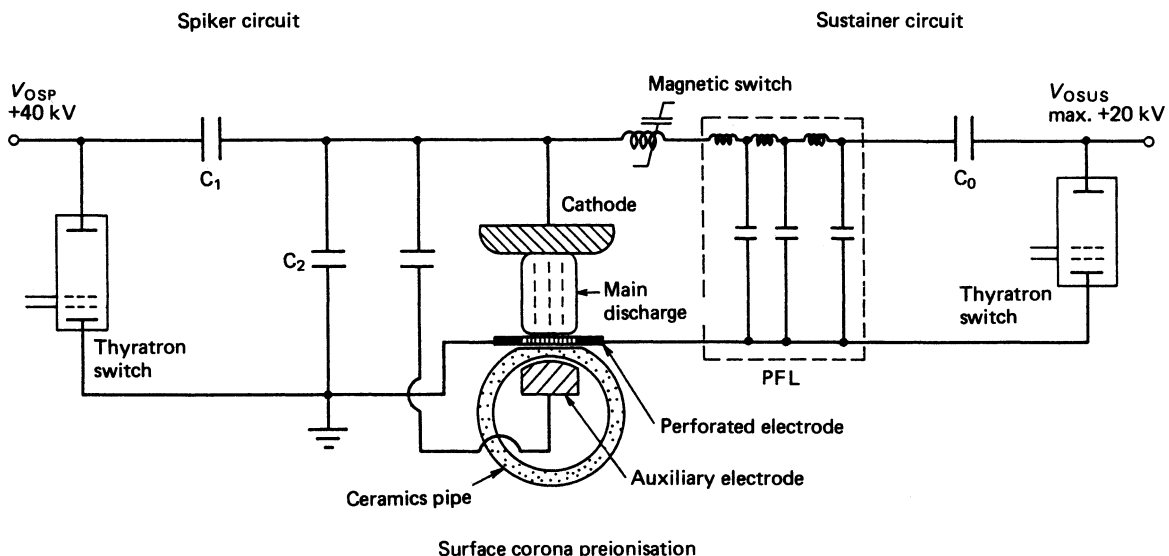 Spiker circuit
Sustainer circuit
Magnetic switch
V_OSP
+40 kV
V_OSUS
max. +20 kV
C₁
C₀
Cathode
C₂
Main
discharge
Thyratron
switch
Thyratron
switch
PFL
Perforated electrode
Auxiliary electrode
Ceramics pipe
Surface corona preionisation